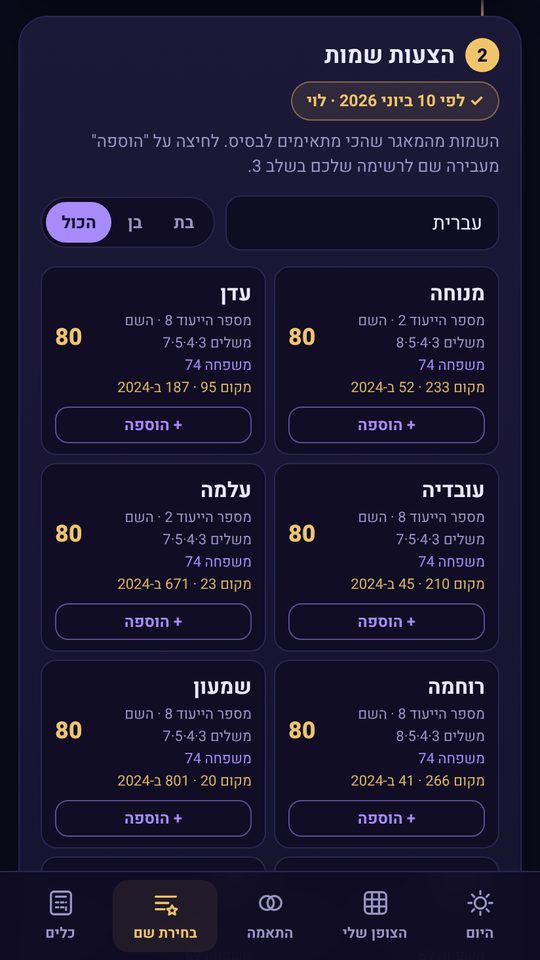 2 הצעות שמות
✓ לפי 10 ביוני 2026 · לוי
השמות מהמאגר שהכי מתאימים לבסיס. לחיצה על "הוספה"
מעבירה שם לרשימה שלכם בשלב 3.
עברית
בת בן הכול
מנוחה
80
מספר הייעוד 2 · השם
משלים 8·5·4·3
משפחה 74
מקום 233 · 52 ב-2024
+ הוספה
עדן
80
מספר הייעוד 8 · השם
משלים 7·5·4·3
משפחה 74
מקום 95 · 187 ב-2024
+ הוספה
עובדיה
80
מספר הייעוד 8 · השם
משלים 7·5·4·3
משפחה 74
מקום 210 · 45 ב-2024
+ הוספה
עלמה
80
מספר הייעוד 2 · השם
משלים 7·5·4·3
משפחה 74
מקום 23 · 671 ב-2024
+ הוספה
רוחמה
80
מספר הייעוד 8 · השם
משלים 8·5·4·3
משפחה 74
מקום 266 · 41 ב-2024
+ הוספה
שמעון
80
מספר הייעוד 8 · השם
משלים 7·5·4·3
משפחה 74
מקום 20 · 801 ב-2024
+ הוספה
היום
הצופן שלי
התאמה
בחירת שם
כלים